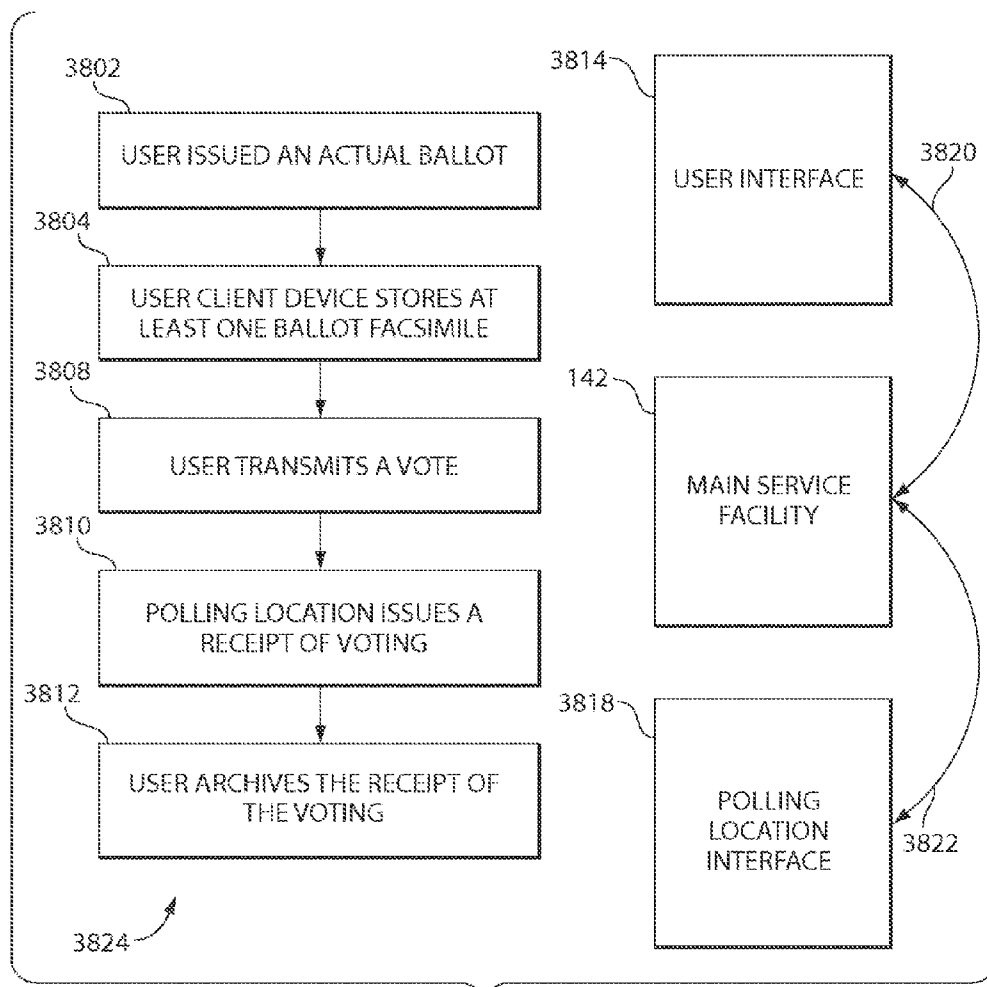 3802
USER ISSUED AN ACTUAL BALLOT
3804
USER CLIENT DEVICE STORES AT
LEAST ONE BALLOT FACSIMILE
3808
USER TRANSMITS A VOTE
3810
POLLING LOCATION ISSUES A
RECEIPT OF VOTING
3812
USER ARCHIVES THE RECEIPT OF
THE VOTING
3824
3814
USER INTERFACE
3820
142
MAIN SERVICE
FACILITY
3818
POLLING
LOCATION
INTERFACE
3822